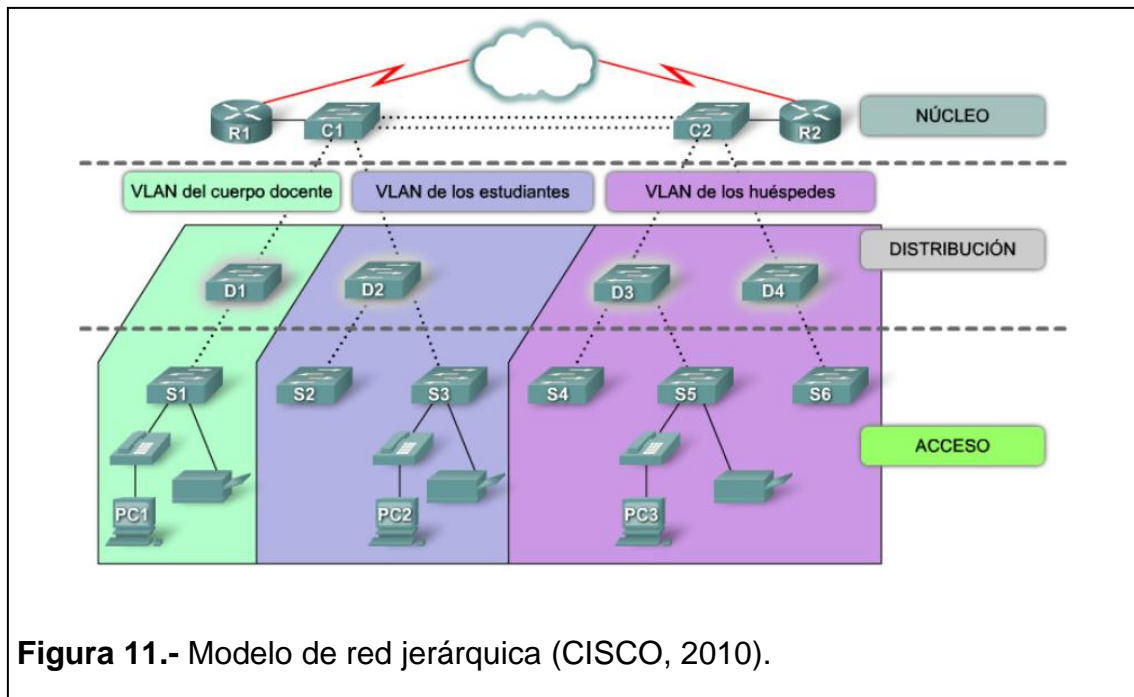 R1
C1
C2
R2
NÚCLEO
VLAN del cuerpo docente
VLAN de los estudiantes
VLAN de los huéspedes
DISTRIBUCIÓN
D1
D2
D3
D4
S1
S2
S3
S4
S5
S6
ACCESO
PC1
PC2
PC3
Figura 11.- Modelo de red jerárquica (CISCO, 2010).